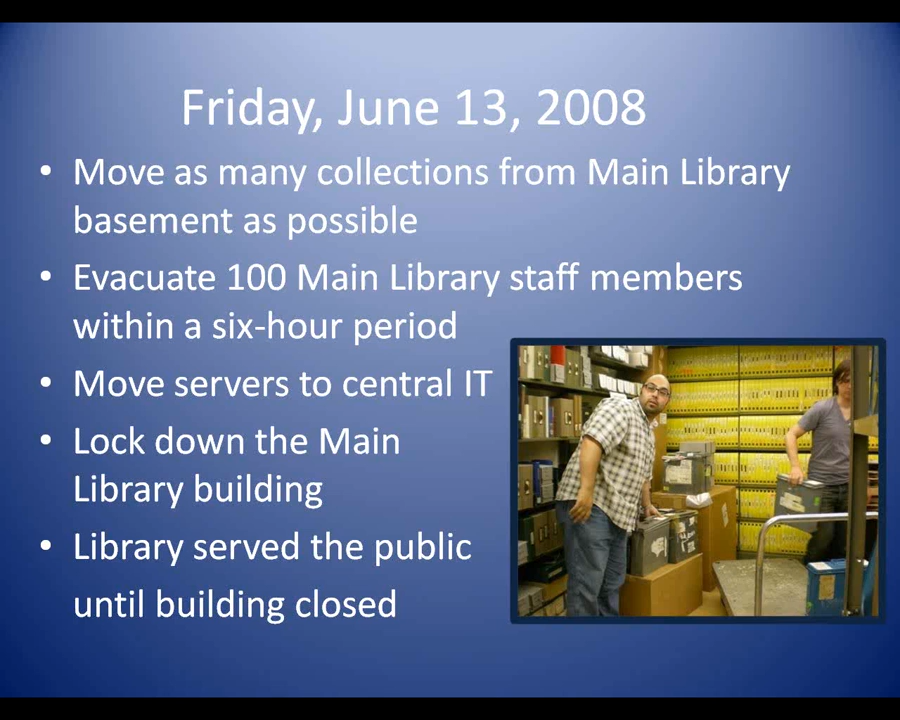 Friday, June 13, 2008
• Move as many collections from Main Library
basement as possible
• Evacuate 100 Main Library staff members
within a six-hour period
• Move servers to central IT
• Lock down the Main
Library building
• Library served the public
until building closed